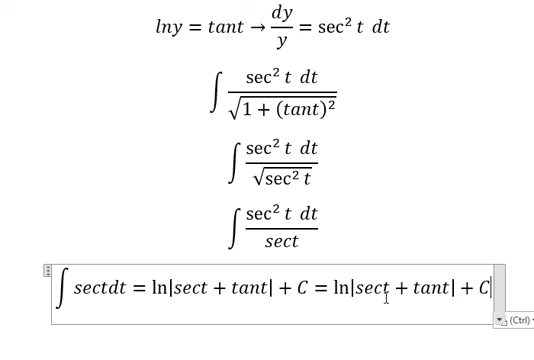 lny = tant → dy/y = sec² t dt
∫ sec² t dt / √(1 + (tant)²)
∫ sec² t dt / √(sec² t)
∫ sec² t dt / sect
∫ sectdt = ln|sect + tant| + C = ln|sect + tant| + C
(Ctrl)